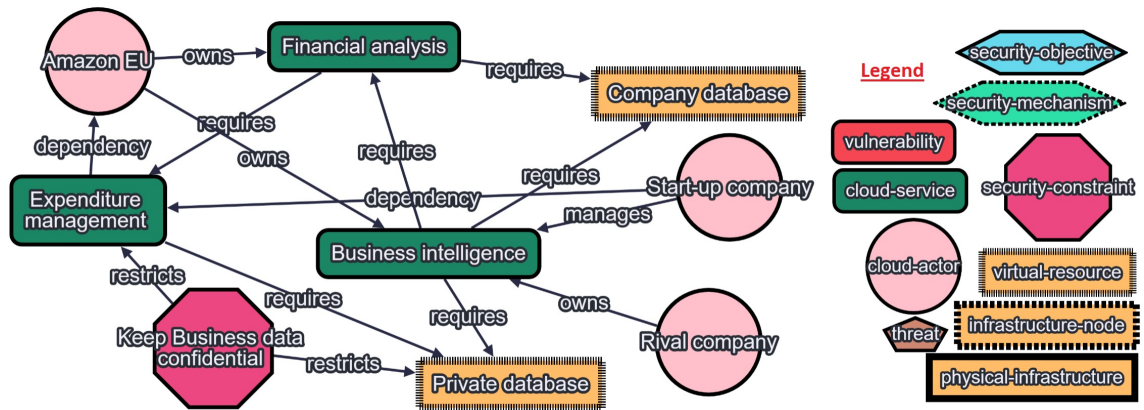 Amazon EU
owns
Financial analysis
requires
Company database
requires
owns
requires
requires
dependency
dependency
Start-up company
manages
Expenditure
management
Business intelligence
restricts
requires
requires
owns
Keep Business data
confidential
restricts
Private database
Rival company
Legend
security-objective
security-mechanism
vulnerability
cloud-service
security-constraint
cloud-actor
virtual-resource
threat
infrastructure-node
physical-infrastructure